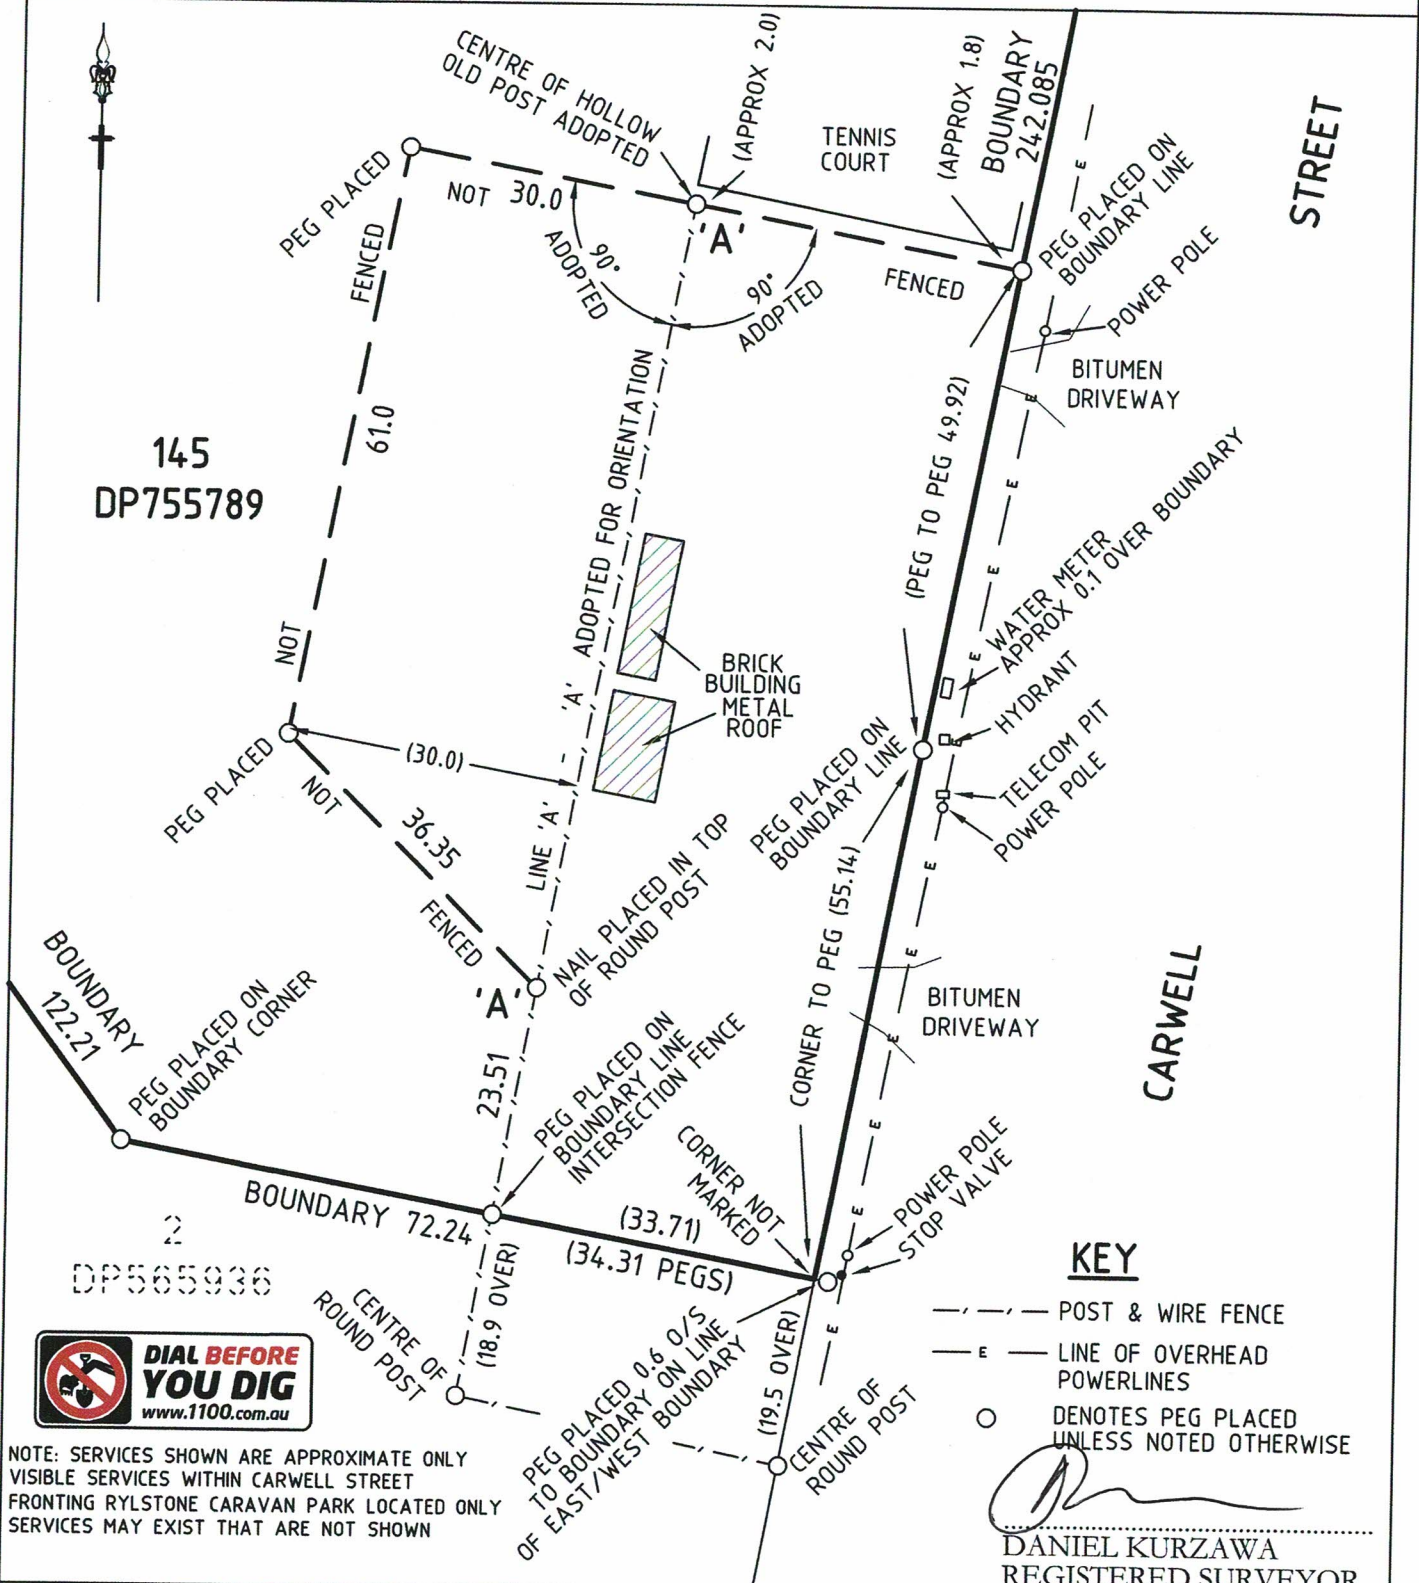 CENTRE OF HOLLOW
OLD POST ADOPTED
(APPROX 2.0)
TENNIS
COURT
(APPROX 1.8)
BOUNDARY
242.085
STREET
PEG PLACED
NOT 30.0
'A'
FENCED
90°
ADOPTED
90°
ADOPTED
PEG PLACED ON
BOUNDARY LINE
POWER POLE
E
BITUMEN
DRIVEWAY
E
FENCED
61.0
NOT
145
DP755789
LINE 'A' - 'A' ADOPTED FOR ORIENTATION
(PEG TO PEG 49.92)
E
E
E
WATER METER
APPROX 0.1 OVER BOUNDARY
HYDRANT
E
TELECOM PIT
POWER POLE
BRICK
BUILDING
METAL
ROOF
PEG PLACED ON
BOUNDARY LINE
(30.0)
PEG PLACED
NOT
36.35
FENCED
'A'
NAIL PLACED IN TOP
OF ROUND POST
CORNER TO PEG (55.14)
E
E
BITUMEN
DRIVEWAY
E
E
CARWELL
BOUNDARY
122.21
PEG PLACED ON
BOUNDARY CORNER
23.51
PEG PLACED ON
BOUNDARY LINE
INTERSECTION FENCE
CORNER NOT
MARKED
POWER POLE
STOP VALVE
E
BOUNDARY 72.24
(33.71)
(34.31 PEGS)
2
DP565936
(18.9 OVER)
CENTRE OF
ROUND POST
PEG PLACED 0.6 O/S
TO BOUNDARY ON LINE
OF EAST/WEST BOUNDARY
(19.5 OVER)
E
CENTRE OF
ROUND POST
KEY
POST & WIRE FENCE
E
LINE OF OVERHEAD
POWERLINES
DENOTES PEG PLACED
UNLESS NOTED OTHERWISE
DIAL BEFORE
YOU DIG
www.1100.com.au
NOTE: SERVICES SHOWN ARE APPROXIMATE ONLY
VISIBLE SERVICES WITHIN CARWELL STREET
FRONTING RYLSTONE CARAVAN PARK LOCATED ONLY
SERVICES MAY EXIST THAT ARE NOT SHOWN
DANIEL KURZAWA
REGISTERED SURVEYOR